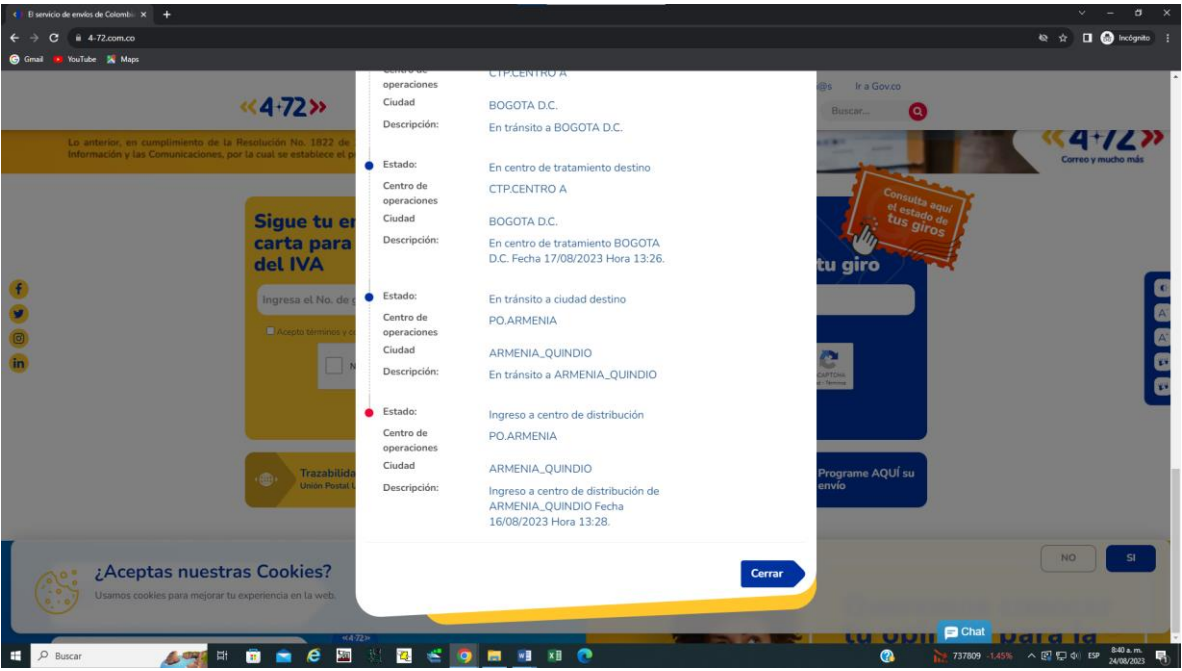 El servicio de envíos de Colombi
4-72.com.co
Incógnito
Gmail YouTube Maps
operaciones
CTP.CENTRO A
Ciudad
BOGOTA D.C.
Descripción:
En tránsito a BOGOTA D.C.
Estado:
En centro de tratamiento destino
Centro de
operaciones
CTP.CENTRO A
Ciudad
BOGOTA D.C.
Descripción:
En centro de tratamiento BOGOTA
D.C. Fecha 17/08/2023 Hora 13:26.
Estado:
En tránsito a ciudad destino
Centro de
operaciones
PO.ARMENIA
Ciudad
ARMENIA_QUINDIO
Descripción:
En tránsito a ARMENIA_QUINDIO
Estado:
Ingreso a centro de distribución
Centro de
operaciones
PO.ARMENIA
Ciudad
ARMENIA_QUINDIO
Descripción:
Ingreso a centro de distribución de
ARMENIA_QUINDIO Fecha
16/08/2023 Hora 13:28.
Cerrar
Ir a Gov.co
4-72
Buscar...
Lo anterior, en cumplimiento de la Resolución No. 1822 de
Información y las Comunicaciones, por la cual se establece el
4-72
Correo y mucho más
Sigue tu
carta para
del IVA
Ingresa el No. de
Acepto términos y
Consulta aquí
el estado de
tus giros
tu giro
Trazabilida
Unión Postal
Programe AQUÍ su
envío
¿Aceptas nuestras Cookies?
Usamos cookies para mejorar tu experiencia en la web.
NO
SI
4-72
Chat
para la
Buscar
737809 -1.45%
ESP
8:40 a. m.
24/08/2023